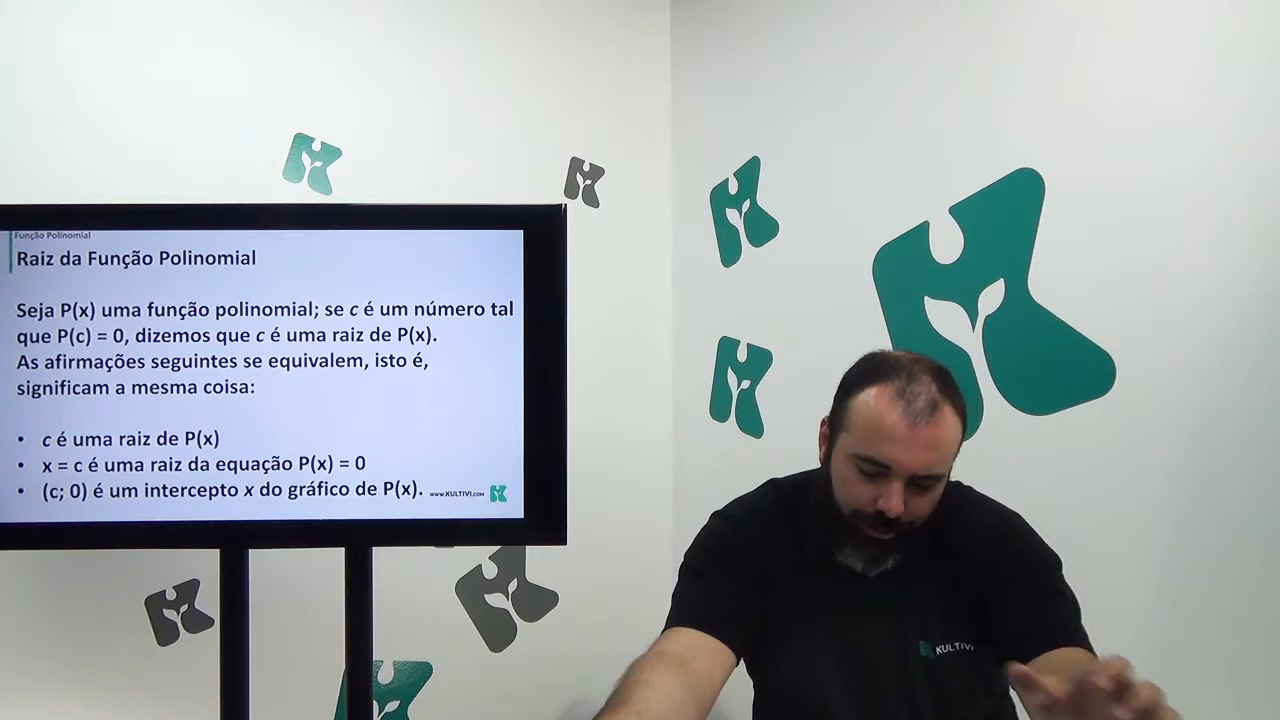 Função Polinomial
Raiz da Função Polinomial
Seja P(x) uma função polinomial; se c é um número tal
que P(c) = 0, dizemos que c é uma raiz de P(x).
As afirmações seguintes se equivalem, isto é,
significam a mesma coisa:
• c é uma raiz de P(x)
• x = c é uma raiz da equação P(x) = 0
• (c; 0) é um intercepto x do gráfico de P(x).
www.KULTIVI.COM
KULTIVI